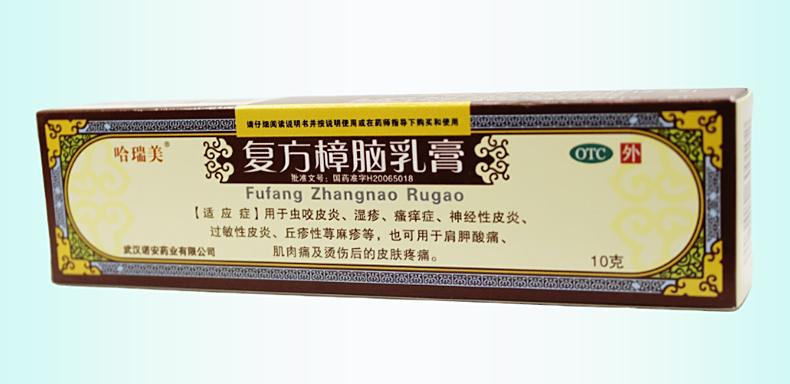 请仔细阅读说明书并按说明使用或在药师指导下购买和使用
哈瑞美®
复方樟脑乳膏
OTC 外
批准文号：国药准字H20065018
Fufang Zhangnao Rugao
【适应症】用于虫咬皮炎、湿疹、瘙痒症、神经性皮炎、
过敏性皮炎、丘疹性荨麻疹等，也可用于肩胛酸痛、
肌肉痛及烫伤后的皮肤疼痛。
武汉诺安药业有限公司
10克